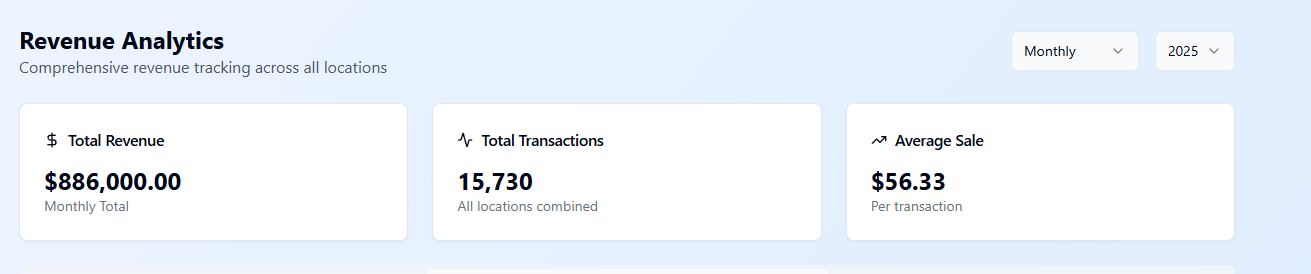 Revenue Analytics
Comprehensive revenue tracking across all locations
Monthly
2025
Total Revenue
$886,000.00
Monthly Total
Total Transactions
15,730
All locations combined
Average Sale
$56.33
Per transaction